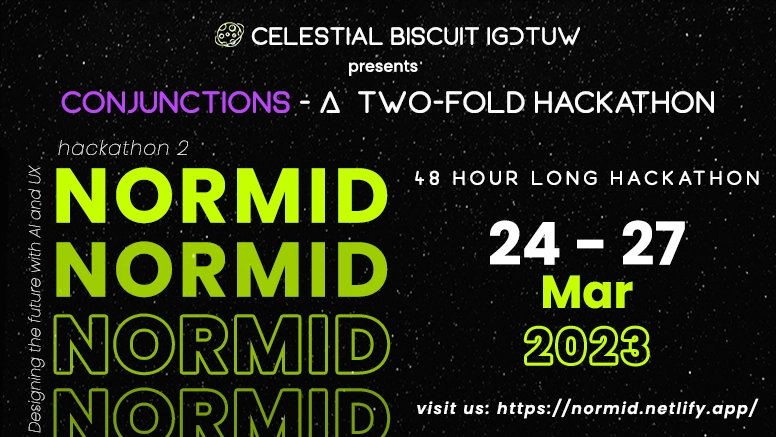 CELESTIAL BISCUIT IGDTUW
presents
CONJUNCTIONS - A TWO-FOLD HACKATHON
hackathon 2
NORMID
NORMID
NORMID
NORMID
Designing the future with AI and UX
48 HOUR LONG HACKATHON
24 - 27
Mar
2023
visit us: https://normid.netlify.app/